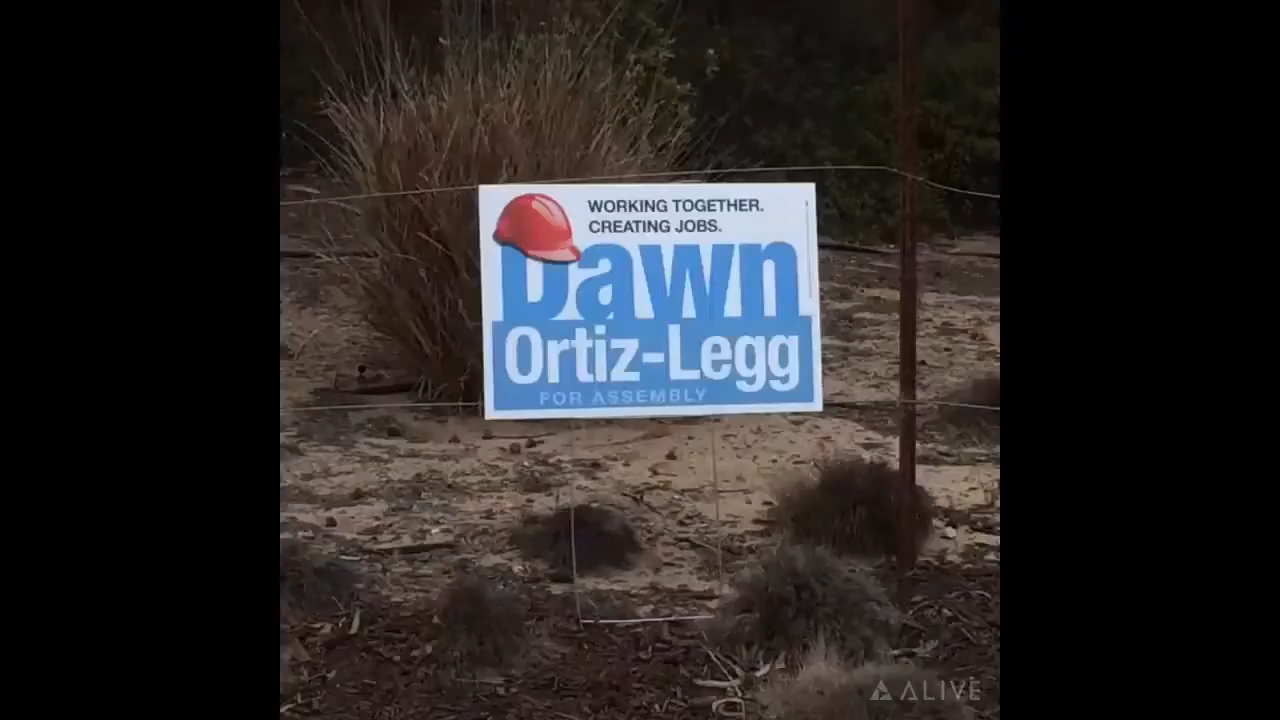 WORKING TOGETHER.
CREATING JOBS.
Dawn
Ortiz-Legg
FOR ASSEMBLY
ALIVE